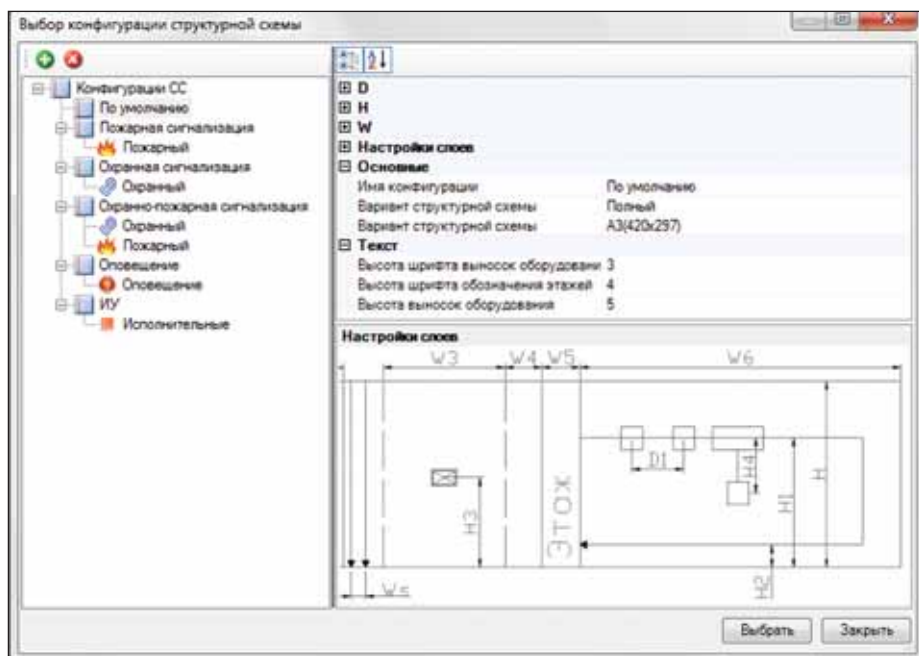 Выбор конфигурации структурной схемы
Конфигурации СС
По умолчанию
Пожарная сигнализация
Пожарный
Охранная сигнализация
Охранный
Охранно-пожарная сигнализация
Охранный
Пожарный
Оповещение
Оповещение
ИУ
Исполнительные
D
H
W
Настройки слоев
Основные
Имя конфигурации По умолчанию
Вариант структурной схемы Полный
Вариант структурной схемы А3(420x297)
Текст
Высота шрифта выносок оборудовани 3
Высота шрифта обозначения этажей 4
Высота выносок оборудования 5
Настройки слоев
W3 W4 W5 W6
D1
H4
H
H1
H3
Этаж
H2
Выбрать Закрыть